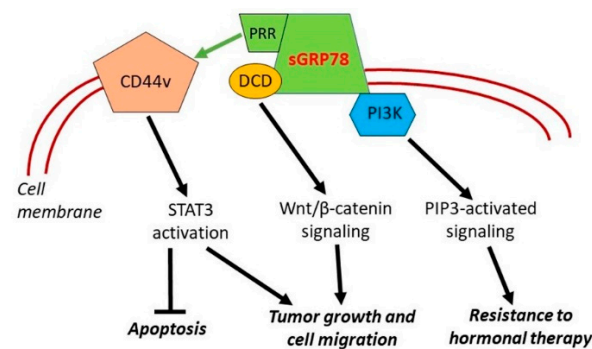 PRR
sGRP78
CD44v
DCD
PI3K
Cell
membrane
STAT3
activation
Wnt/β-catenin
signaling
PIP3-activated
signaling
Apoptosis
Tumor growth and
cell migration
Resistance to
hormonal therapy